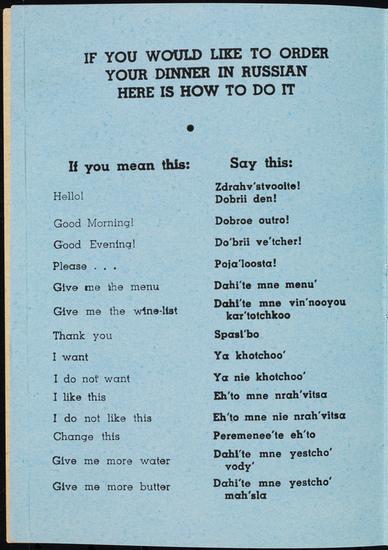 IF YOU WOULD LIKE TO ORDER
YOUR DINNER IN RUSSIAN
HERE IS HOW TO DO IT
If you mean this: Say this:
Hello! Zdrahv'stvooite!
Dobrii den!
Good Morning! Dobroe outro!
Good Evening! Do'brii ve'tcher!
Please . . . Poja'loosta!
Give me the menu Dahi'te mne menu'
Give me the wine-list Dahi'te mne vin'nooyou
kar'totchkoo
Thank you Spasi'bo
I want Ya khotchoo'
I do not want Ya nie khotchoo'
I like this Eh'to mne nrah'vitsa
I do not like this Eh'to mne nie nrah'vitsa
Change this Peremenee'te eh'to
Give me more water Dahi'te mne yestcho'
vody'
Give me more butter Dahi'te mne yestcho'
mah'sla